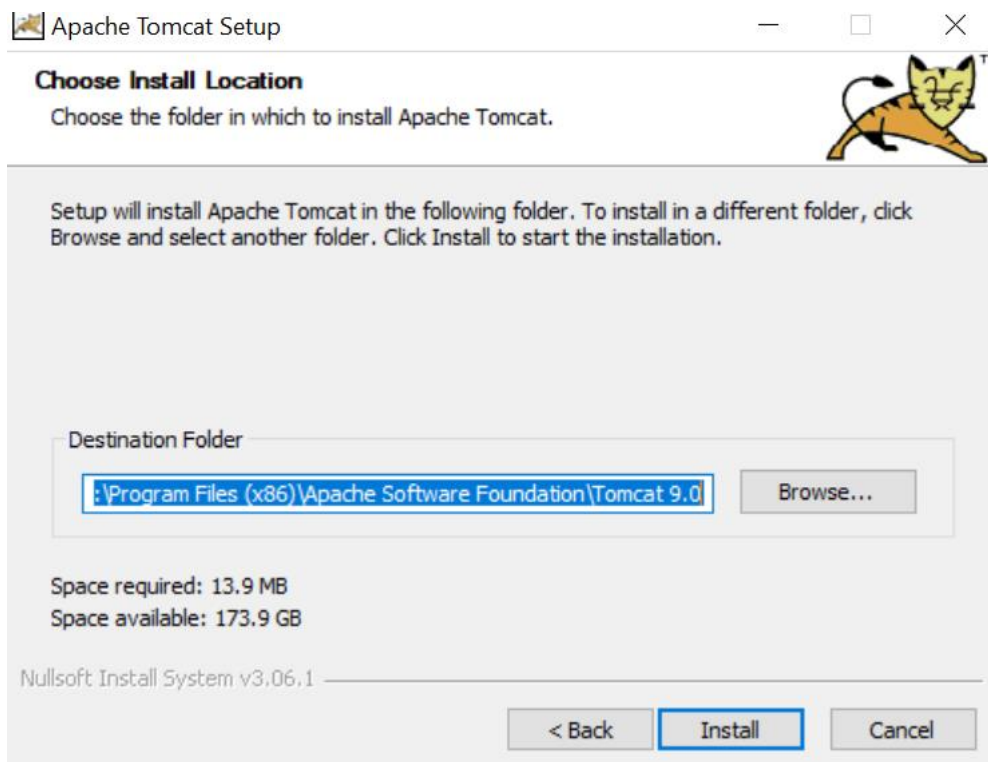 Apache Tomcat Setup
Choose Install Location
Choose the folder in which to install Apache Tomcat.
Setup will install Apache Tomcat in the following folder. To install in a different folder, click
Browse and select another folder. Click Install to start the installation.
Destination Folder
:\Program Files (x86)\Apache Software Foundation\Tomcat 9.0
Browse...
Space required: 13.9 MB
Space available: 173.9 GB
Nullsoft Install System v3.06.1
< Back
Install
Cancel